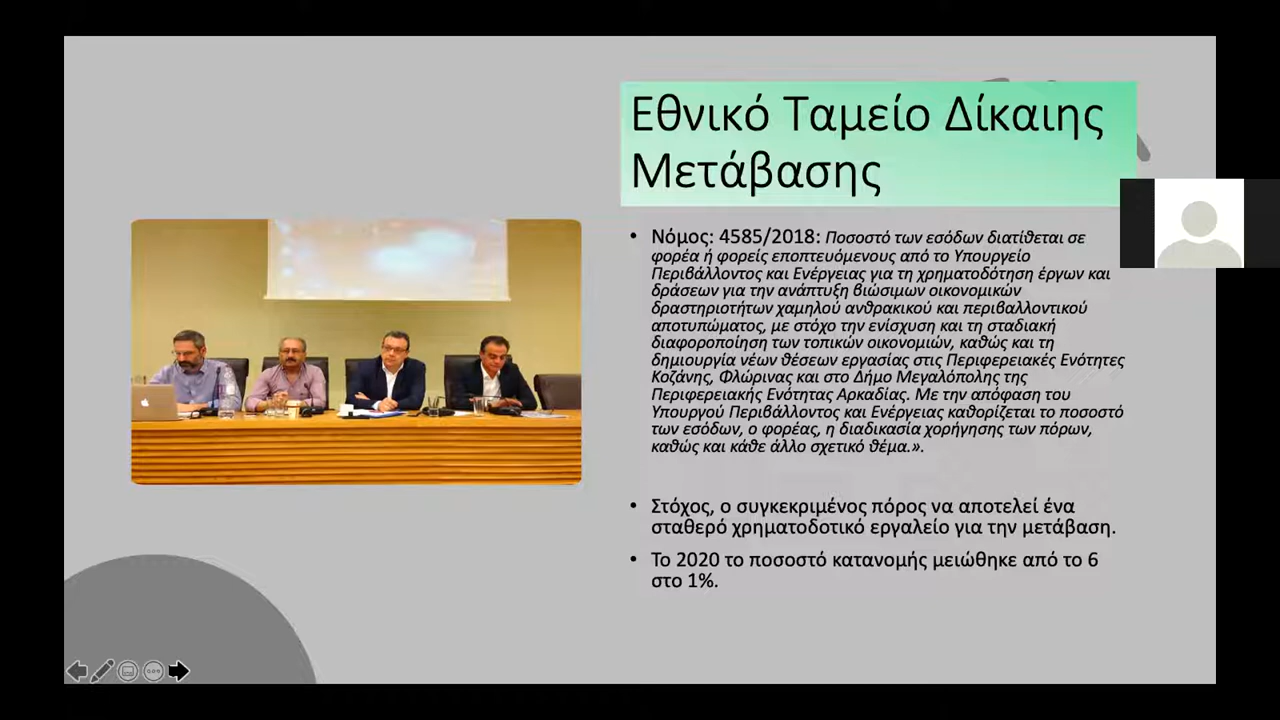 Εθνικό Ταμείο Δίκαιης
Μετάβασης
• Νόμος: 4585/2018: Ποσοστό των εσόδων διατίθεται σε
φορέα ή φορείς εποπτευόμενους από το Υπουργείο
Περιβάλλοντος και Ενέργειας για τη χρηματοδότηση έργων και
δράσεων για την ανάπτυξη βιώσιμων οικονομικών
δραστηριοτήτων χαμηλού ανθρακικού και περιβαλλοντικού
αποτυπώματος, με στόχο την ενίσχυση και τη σταδιακή
διαφοροποίηση των τοπικών οικονομιών, καθώς και τη
δημιουργία νέων θέσεων εργασίας στις Περιφερειακές Ενότητες
Κοζάνης, Φλώρινας και στο Δήμο Μεγαλόπολης της
Περιφερειακής Ενότητας Αρκαδίας. Με την απόφαση του
Υπουργού Περιβάλλοντος και Ενέργειας καθορίζεται το ποσοστό
των εσόδων, ο φορέας, η διαδικασία χορήγησης των πόρων,
καθώς και κάθε άλλο σχετικό θέμα.».
• Στόχος, ο συγκεκριμένος πόρος να αποτελεί ένα
σταθερό χρηματοδοτικό εργαλείο για την μετάβαση.
• Το 2020 το ποσοστό κατανομής μειώθηκε από το 6
στο 1%.